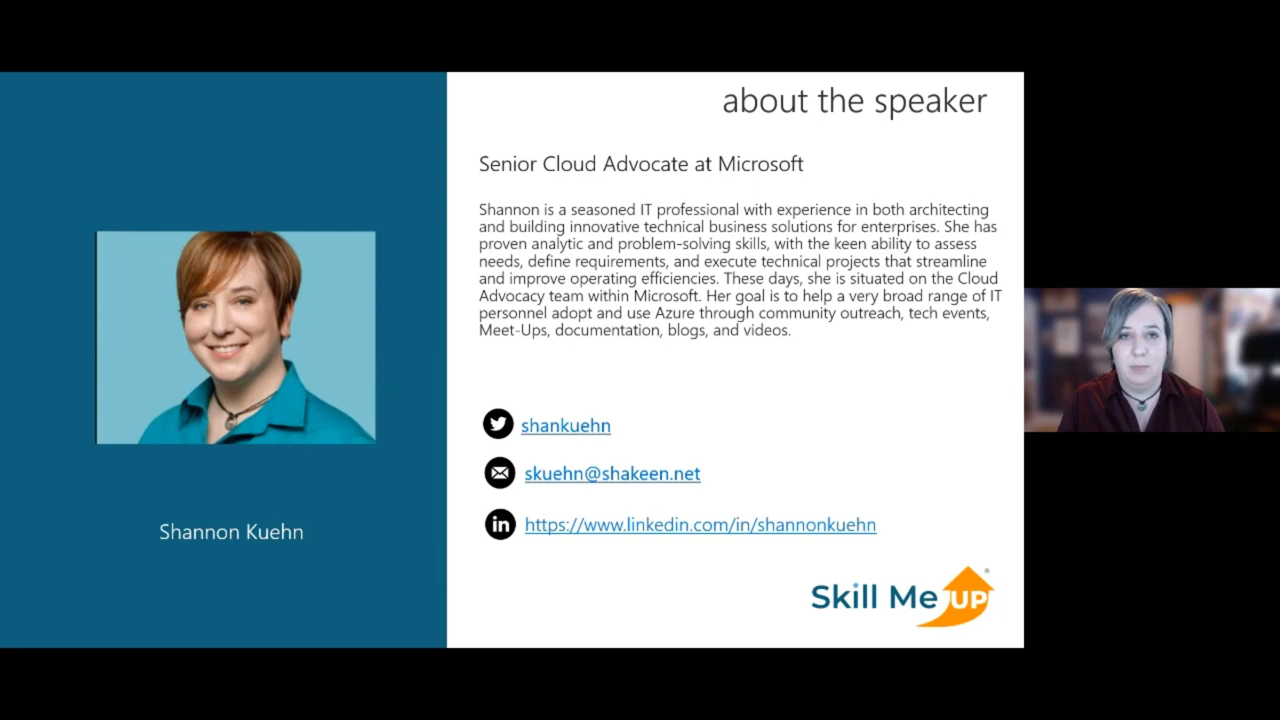 about the speaker
Senior Cloud Advocate at Microsoft
Shannon is a seasoned IT professional with experience in both architecting
and building innovative technical business solutions for enterprises. She has
proven analytic and problem-solving skills, with the keen ability to assess
needs, define requirements, and execute technical projects that streamline
and improve operating efficiencies. These days, she is situated on the Cloud
Advocacy team within Microsoft. Her goal is to help a very broad range of IT
personnel adopt and use Azure through community outreach, tech events,
Meet-Ups, documentation, blogs, and videos.
shankuehn
skuehn@shakeen.net
in https://www.linkedin.com/in/shannonkuehn
Shannon Kuehn
Skill Me UP ®